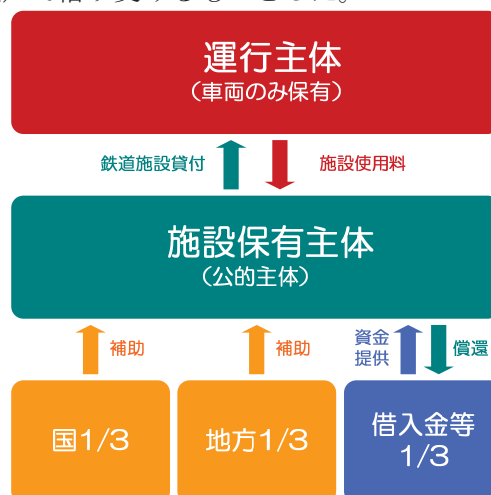 運行主体
(車両のみ保有)
鉄道施設貸付
施設使用料
施設保有主体
(公的主体)
補助
補助
資金
提供
償還
国1/3
地方1/3
借入金等
1/3